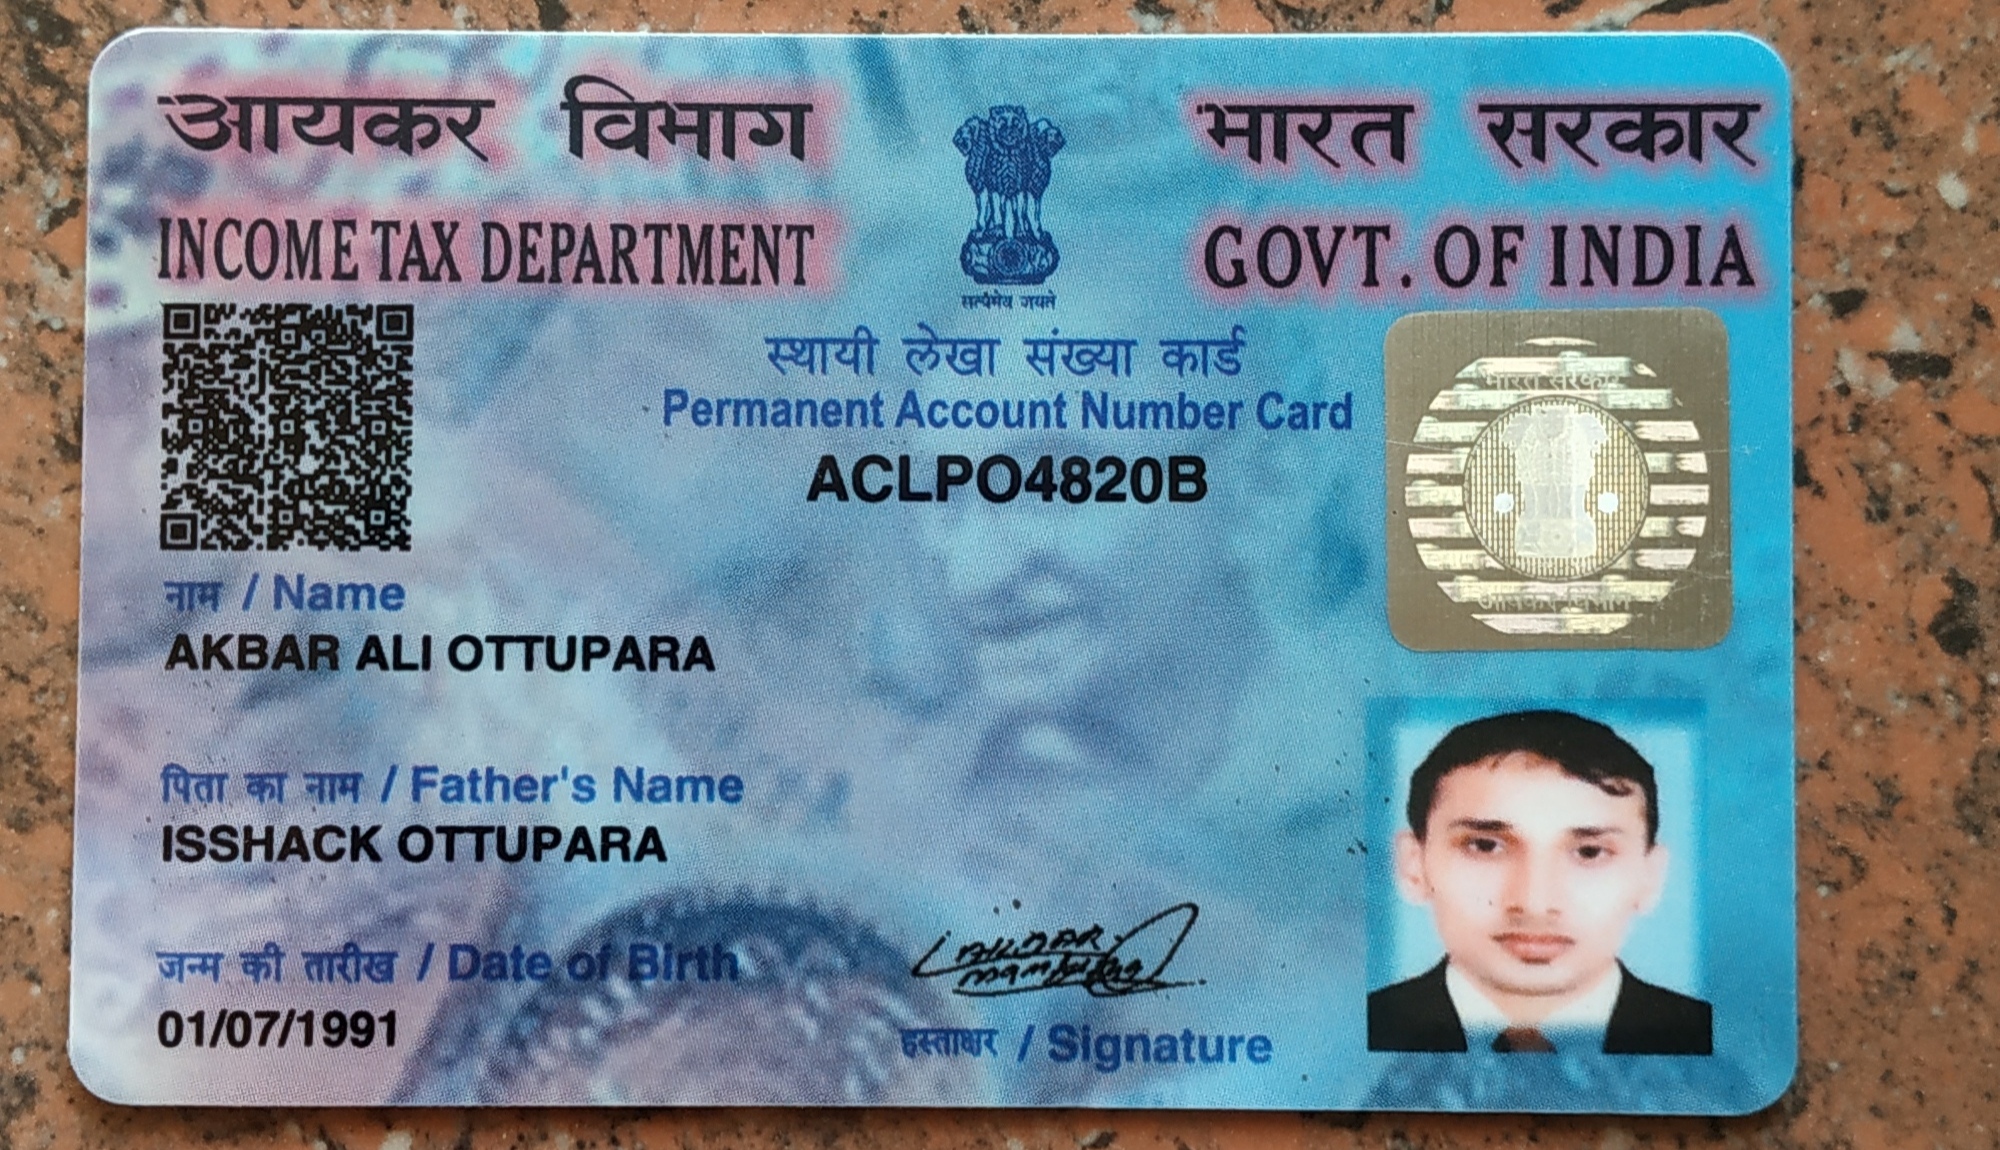 आयकर विभाग
INCOME TAX DEPARTMENT
भारत सरकार
GOVT. OF INDIA
सत्यमेव जयते
स्थायी लेखा संख्या कार्ड
Permanent Account Number Card
ACLPO4820B
भारत सरकार
आयकर विभाग
नाम / Name
AKBAR ALI OTTUPARA
पिता का नाम / Father's Name
ISSHACK OTTUPARA
जन्म की तारीख / Date of Birth
01/07/1991
हस्ताक्षर / Signature